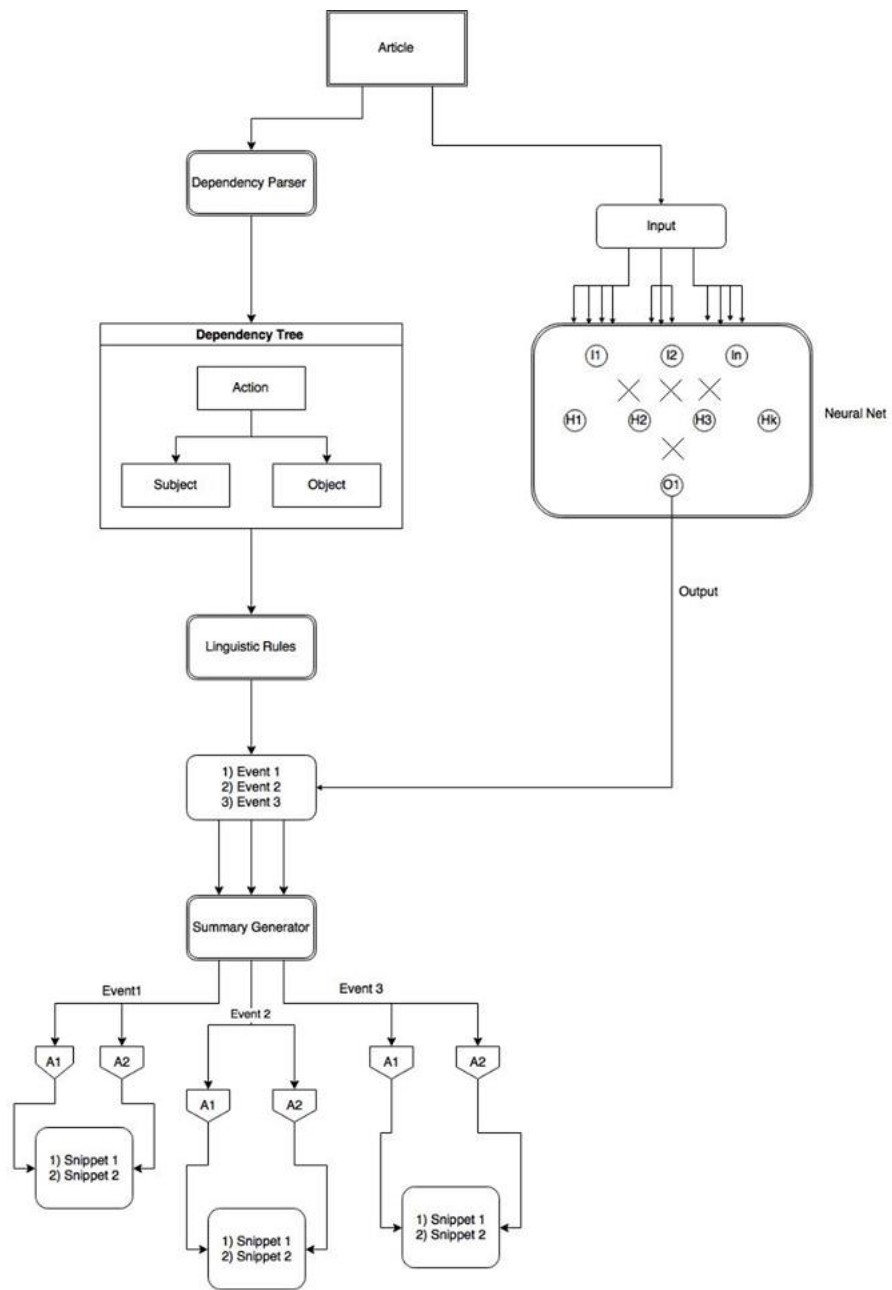 Article
Dependency Parser
Input
Dependency Tree
Action
Subject
Object
I1
I2
In
H1
H2
H3
Hk
O1
Neural Net
Output
Linguistic Rules
1) Event 1
2) Event 2
3) Event 3
Summary Generator
Event1
Event 2
Event 3
A1
A2
A1
A2
A1
A2
1) Snippet 1
2) Snippet 2
1) Snippet 1
2) Snippet 2
1) Snippet 1
2) Snippet 2